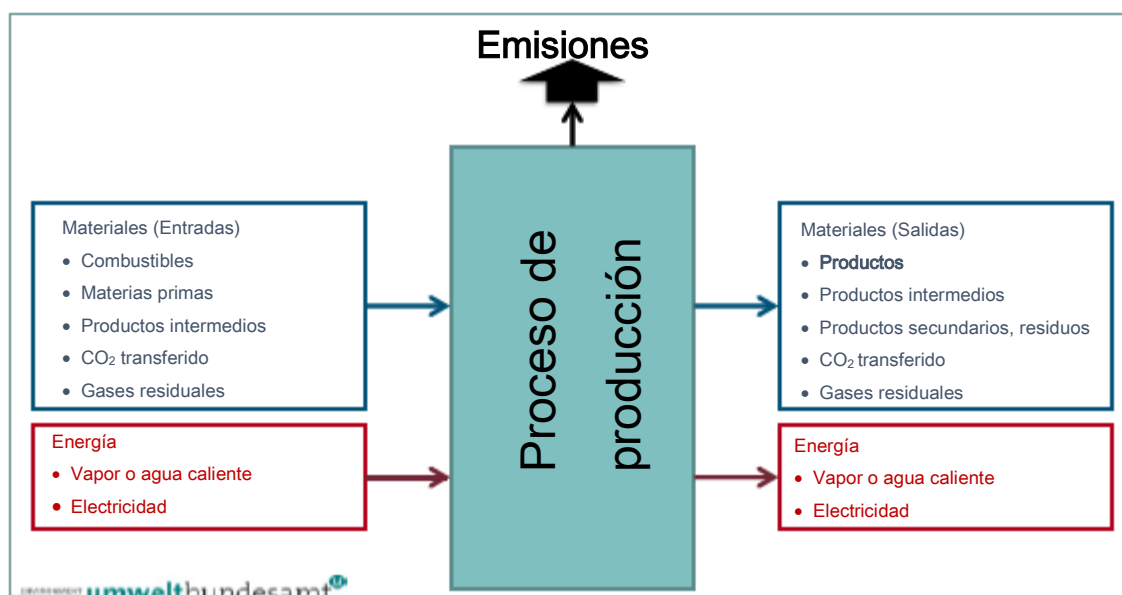 Emisiones
Materiales (Entradas)
• Combustibles
• Materias primas
• Productos intermedios
• CO₂ transferido
• Gases residuales
Energía
• Vapor o agua caliente
• Electricidad
Proceso de
producción
Materiales (Salidas)
• Productos
• Productos intermedios
• Productos secundarios, residuos
• CO₂ transferido
• Gases residuales
Energía
• Vapor o agua caliente
• Electricidad
umweltbundesamt